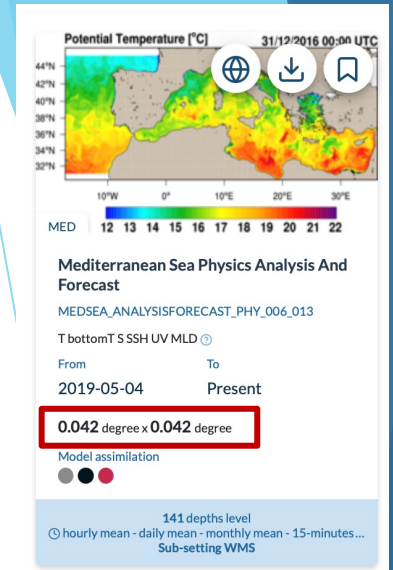 Potential Temperature [°C] 31/12/2016 00:00 UTC
44°N
42°N
40°N
38°N
36°N
34°N
32°N
10°W 0° 10°E 20°E 30°E
MED 12 13 14 15 16 17 18 19 20 21 22
Mediterranean Sea Physics Analysis And
Forecast
MEDSEA_ANALYSISFORECAST_PHY_006_013
T bottomT S SSH UV MLD ?
From To
2019-05-04 Present
0.042 degree x 0.042 degree
Model assimilation
141 depths level
hourly mean - daily mean - monthly mean - 15-minutes...
Sub-setting WMS